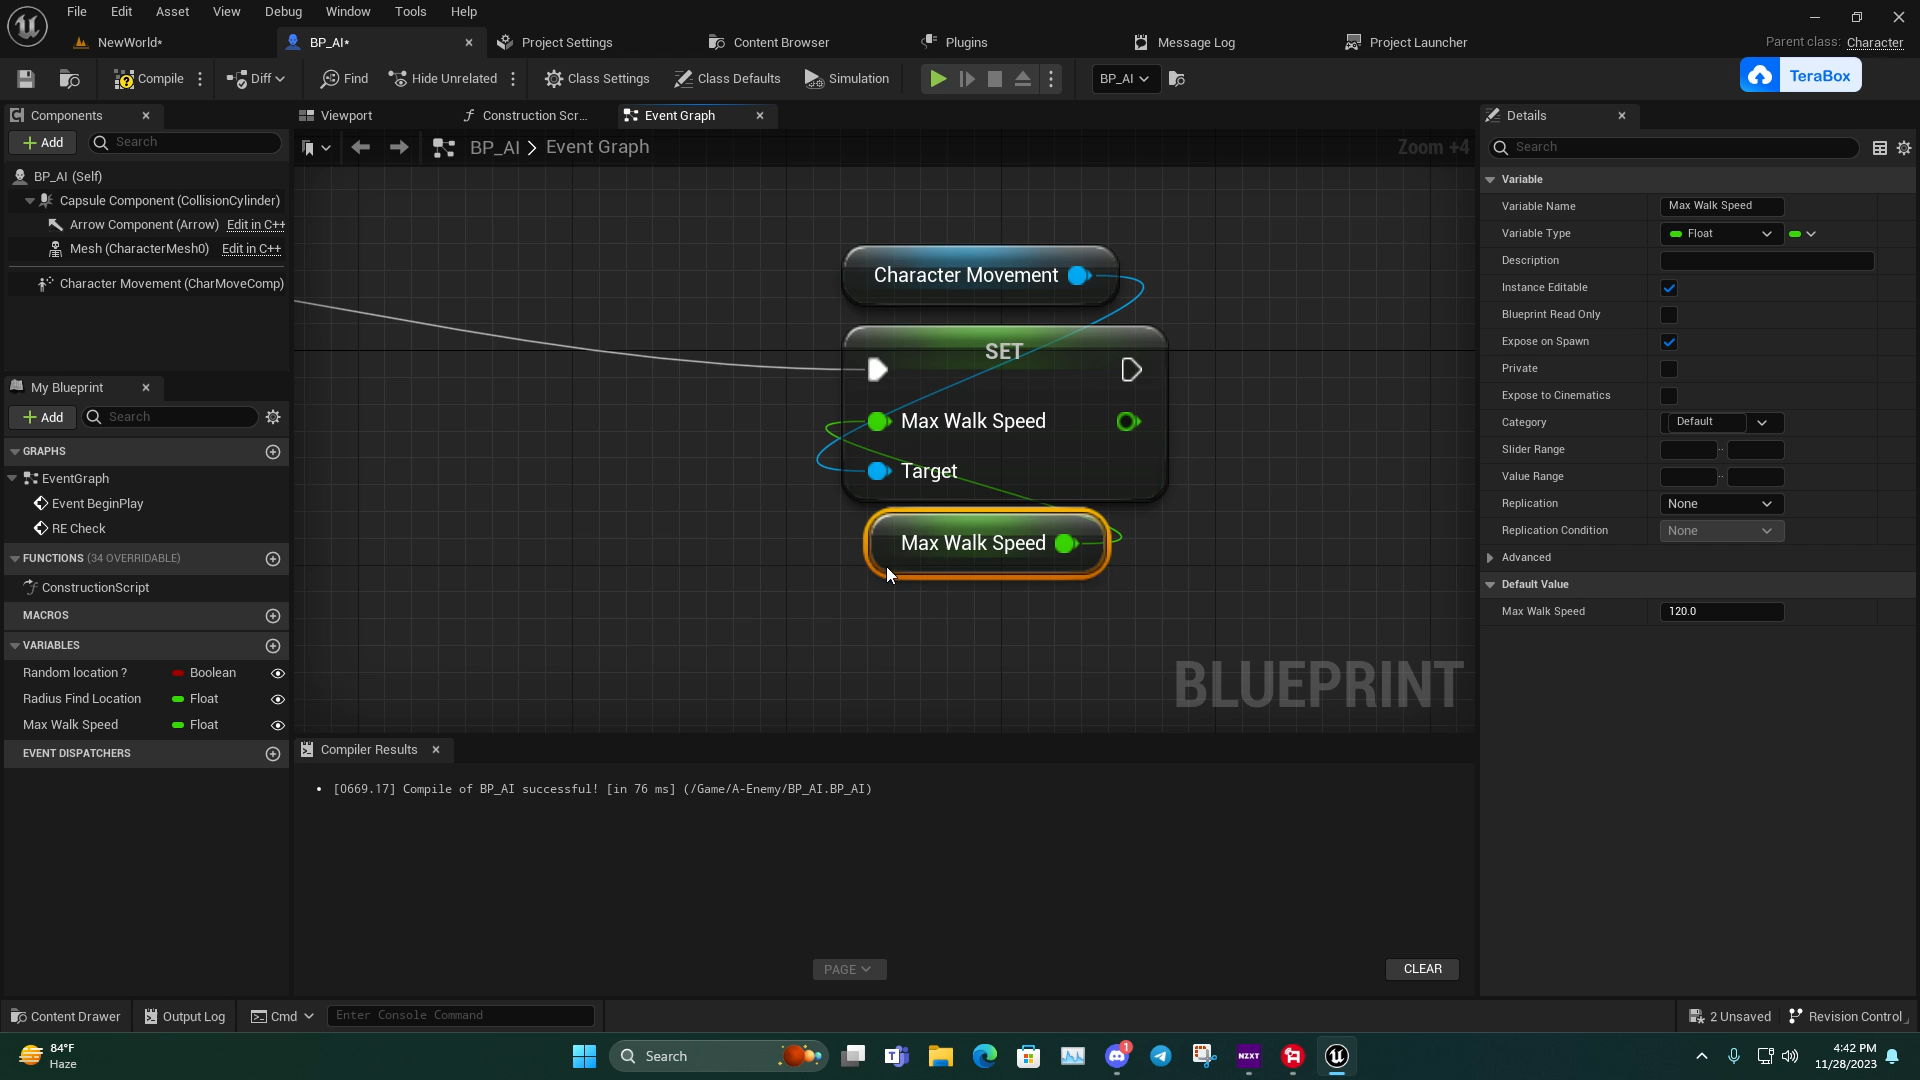 File Edit Asset View Debug Window Tools Help
NewWorld* BP_AI* Project Settings Content Browser Plugins Message Log Project Launcher Parent class: Character
Compile Diff Find Hide Unrelated Class Settings Class Defaults Simulation BP_AI TeraBox
Components Viewport Construction Scr... Event Graph Details
Add Search BP_AI > Event Graph Zoom +4 Search
BP_AI (Self)
Capsule Component (CollisionCylinder)
Arrow Component (Arrow) Edit in C++
Mesh (CharacterMesh0) Edit in C++
Character Movement (CharMoveComp)
My Blueprint
Add Search
GRAPHS
EventGraph
Event BeginPlay
RE Check
FUNCTIONS (34 OVERRIDABLE)
ConstructionScript
MACROS
VARIABLES
Random location ? Boolean
Radius Find Location Float
Max Walk Speed Float
EVENT DISPATCHERS
Character Movement
SET
Max Walk Speed
Target
Max Walk Speed
BLUEPRINT
Compiler Results
• [0669.17] Compile of BP_AI successful! [in 76 ms] (/Game/A-Enemy/BP_AI.BP_AI)
PAGE CLEAR
Variable
Variable Name Max Walk Speed
Variable Type Float
Description
Instance Editable
Blueprint Read Only
Expose on Spawn
Private
Expose to Cinematics
Category Default
Slider Range ..
Value Range ..
Replication None
Replication Condition None
Advanced
Default Value
Max Walk Speed 120.0
Content Drawer Output Log Cmd Enter Console Command 2 Unsaved Revision Control
84°F
Haze
Search
1
NZXT
4:42 PM
11/28/2023